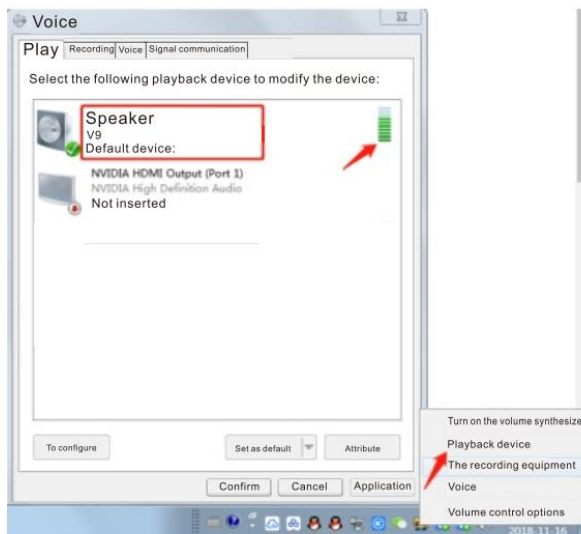 Voice
Play Recording Voice Signal communication
Select the following playback device to modify the device:
Speaker
V9
Default device:
NVIDIA HDMI Output (Port 1)
NVIDIA High Definition Audio
Not inserted
To configure Set as default Attribute
Confirm Cancel Application
Turn on the volume synthesize
Playback device
The recording equipment
Voice
Volume control options
2018-11-16